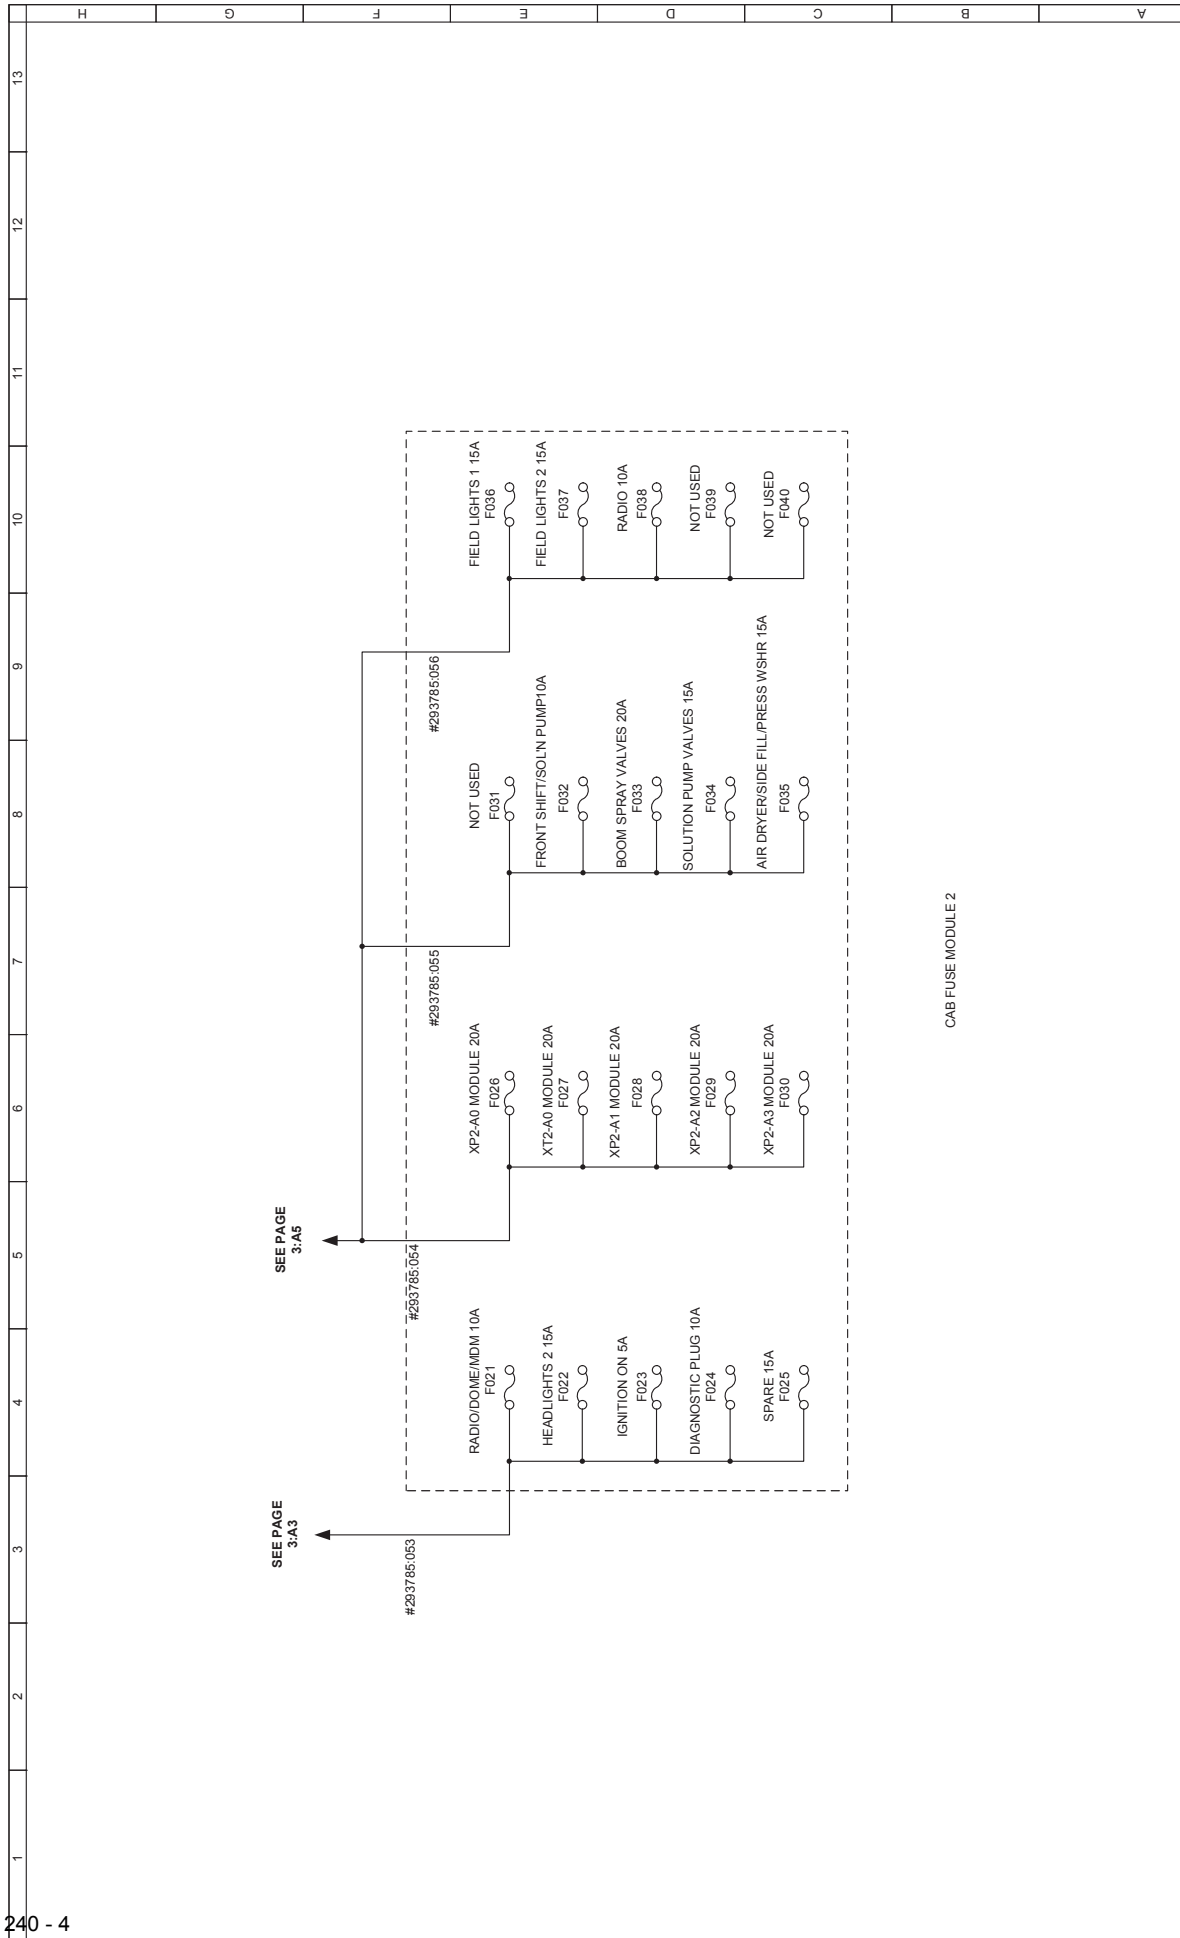 H
G
F
E
D
C
B
A
13
12
11
10
9
8
7
6
5
4
3
2
1
SEE PAGE
3:A3
#293785:053
RADIO/DOME/MDM 10A
F021
HEADLIGHTS 2 15A
F022
IGNITION ON 5A
F023
DIAGNOSTIC PLUG 10A
F024
SPARE 15A
F025
SEE PAGE
3:A5
#293785:054
XP2-A0 MODULE 20A
F026
XT2-A0 MODULE 20A
F027
XP2-A1 MODULE 20A
F028
XP2-A2 MODULE 20A
F029
XP2-A3 MODULE 20A
F030
#293785:055
NOT USED
F031
FRONT SHIFT/SOL'N PUMP10A
F032
BOOM SPRAY VALVES 20A
F033
SOLUTION PUMP VALVES 15A
F034
AIR DRYER/SIDE FILL/PRESS WSHR 15A
F035
#293785:056
FIELD LIGHTS 1 15A
F036
FIELD LIGHTS 2 15A
F037
RADIO 10A
F038
NOT USED
F039
NOT USED
F040
CAB FUSE MODULE 2
240 - 4